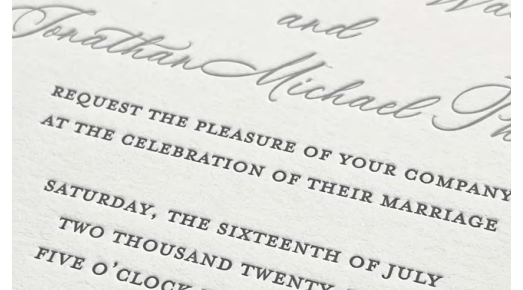 and
Jonathan Michael
REQUEST THE PLEASURE OF YOUR COMPANY
AT THE CELEBRATION OF THEIR MARRIAGE
SATURDAY, THE SIXTEENTH OF JULY
TWO THOUSAND TWENTY
FIVE O'CLOCK